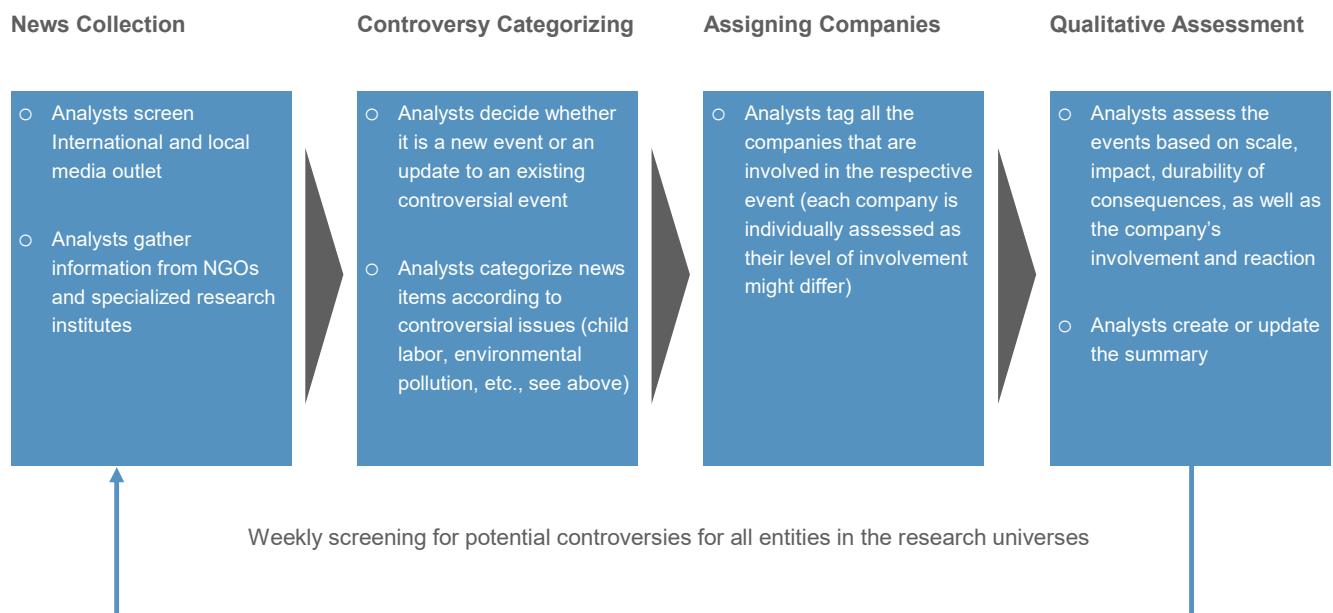 News Collection
Controversy Categorizing
Assigning Companies
Qualitative Assessment
○ Analysts screen
International and local
media outlet
○ Analysts gather
information from NGOs
and specialized research
institutes
○ Analysts decide whether
it is a new event or an
update to an existing
controversial event
○ Analysts categorize news
items according to
controversial issues (child
labor, environmental
pollution, etc., see above)
○ Analysts tag all the
companies that are
involved in the respective
event (each company is
individually assessed as
their level of involvement
might differ)
○ Analysts assess the
events based on scale,
impact, durability of
consequences, as well as
the company’s
involvement and reaction
○ Analysts create or update
the summary
Weekly screening for potential controversies for all entities in the research universes